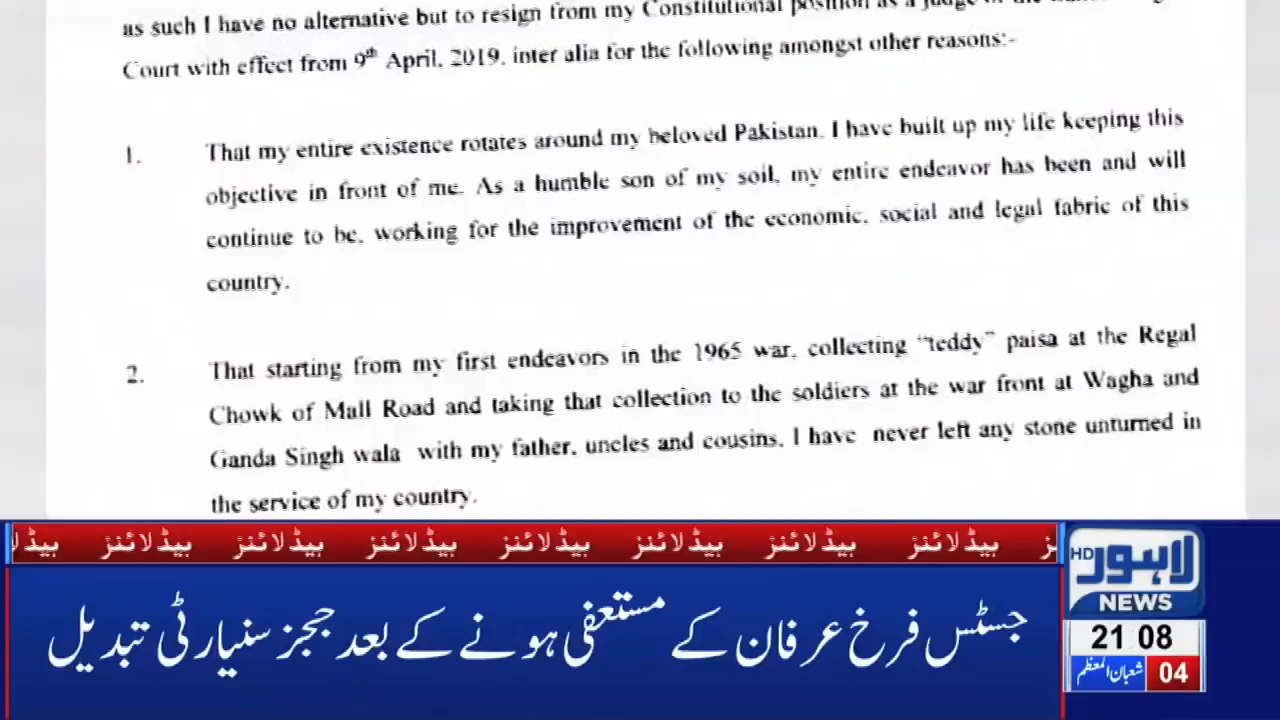 as such I have no alternative but to resign from my Constitutional position as a judge
Court with effect from 9th April, 2019, inter alia for the following amongst other reasons:-
1. That my entire existence rotates around my beloved Pakistan. I have built up my life keeping this
objective in front of me. As a humble son of my soil, my entire endeavor has been and will
continue to be, working for the improvement of the economic, social and legal fabric of this
country.
2. That starting from my first endeavors in the 1965 war, collecting “teddy” paisa at the Regal
Chowk of Mall Road and taking that collection to the soldiers at the war front at Wagha and
Ganda Singh wala with my father, uncles and cousins, I have never left any stone unturned in
the service of my country.
ہیڈلائنز ہیڈلائنز ہیڈلائنز ہیڈلائنز ہیڈلائنز ہیڈلائنز ہیڈلائنز
جسٹس فرخ عرفان کے مستعفی ہونے کے بعد ججز سنیارٹی تبدیل
لاہور HD
NEWS
21 08
شعبان المعظم 04